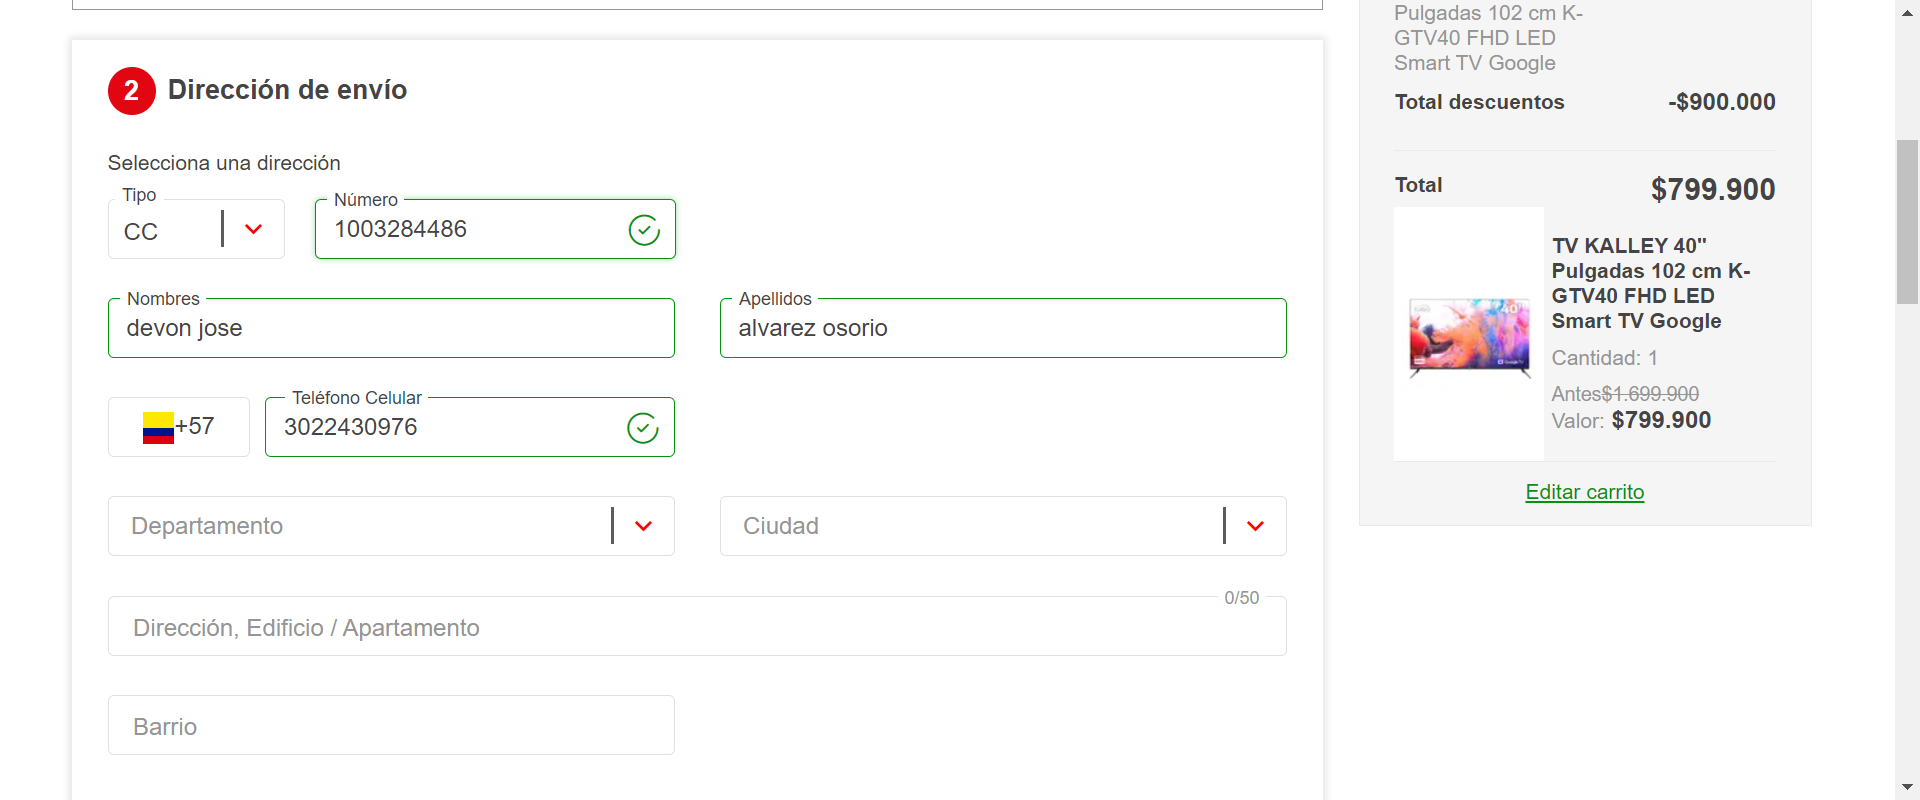 2 Dirección de envío
Selecciona una dirección
Tipo
CC
Número
1003284486
Nombres
devon jose
Apellidos
alvarez osorio
+57
Teléfono Celular
3022430976
Departamento
Ciudad
0/50
Dirección, Edificio / Apartamento
Barrio
Pulgadas 102 cm K-
GTV40 FHD LED
Smart TV Google
Total descuentos -$900.000
Total $799.900
TV KALLEY 40"
Pulgadas 102 cm K-
GTV40 FHD LED
Smart TV Google
Cantidad: 1
Antes$1.699.900
Valor: $799.900
Editar carrito